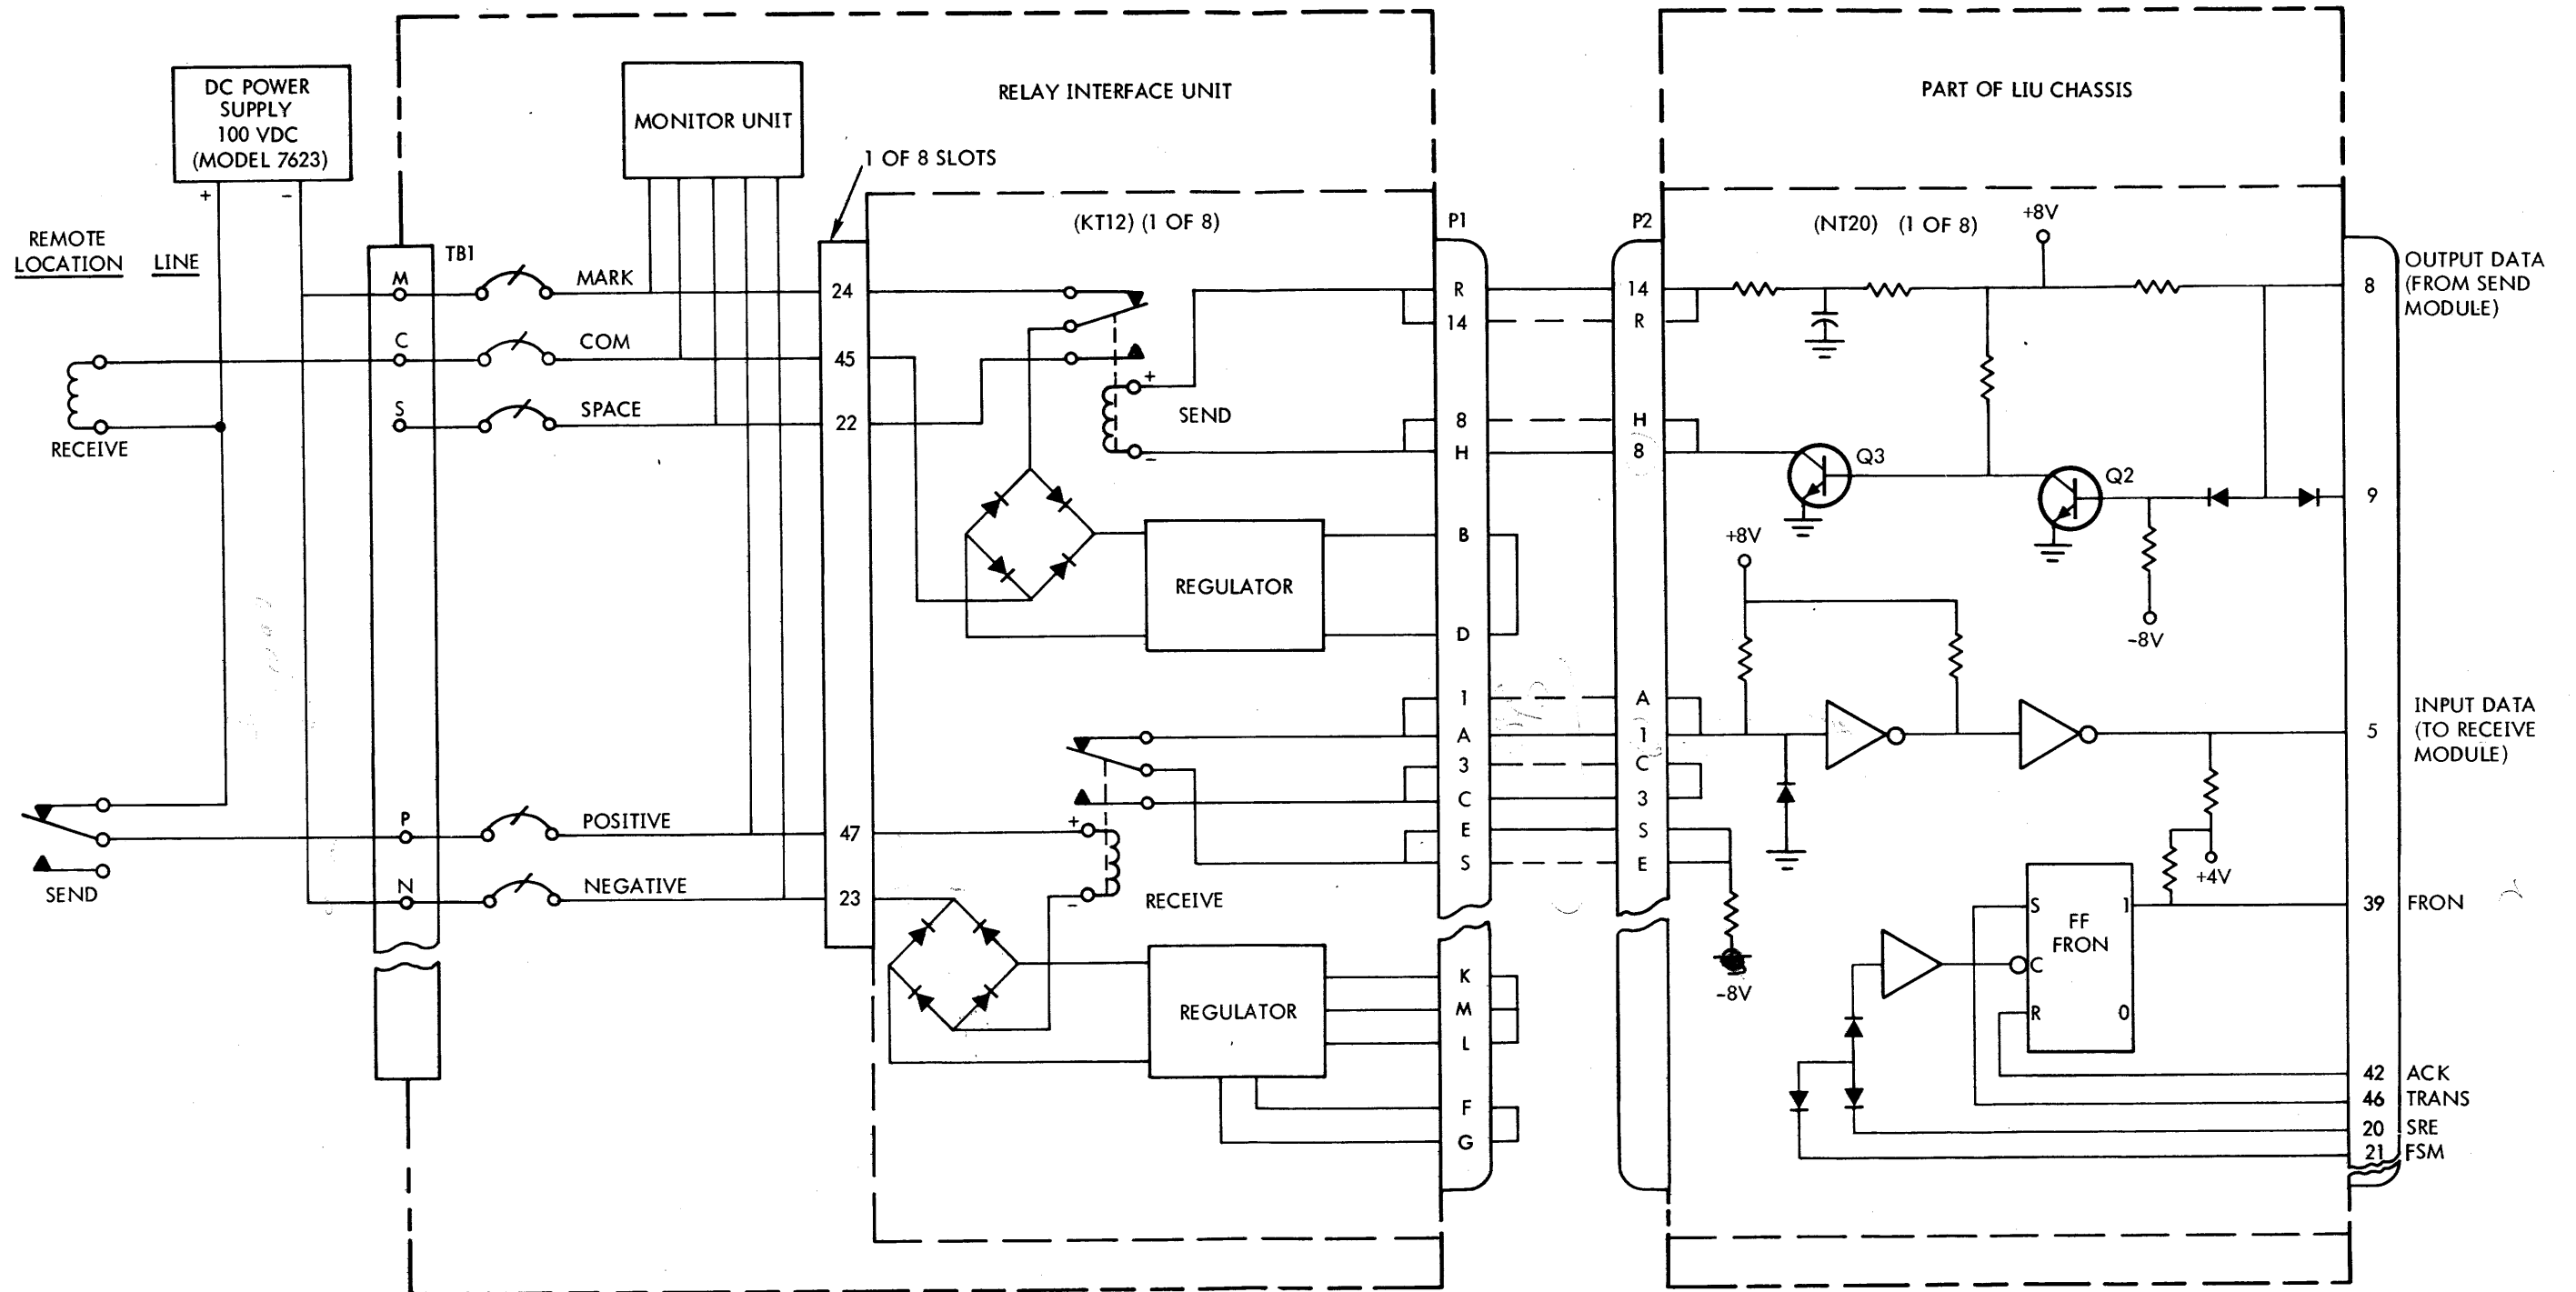 DC POWER
SUPPLY
100 VDC
(MODEL 7623)
+
-
REMOTE
LOCATION
LINE
RECEIVE
SEND
TB1
M
C
S
P
N
MARK
COM
SPACE
POSITIVE
NEGATIVE
MONITOR UNIT
RELAY INTERFACE UNIT
1 OF 8 SLOTS
24
45
22
47
23
(KT12) (1 OF 8)
+
SEND
-
REGULATOR
+
-
RECEIVE
REGULATOR
P1
R
14
8
H
B
D
1
A
3
C
E
S
K
M
L
F
G
PART OF LIU CHASSIS
P2
14
R
H
8
A
1
C
3
S
E
(NT20) (1 OF 8)
+8V
Q3
Q2
-8V
+8V
+4V
-8V
S
1
FF
FRON
C
R
0
8
OUTPUT DATA
(FROM SEND
MODULE)
9
5
INPUT DATA
(TO RECEIVE
MODULE)
39 FRON
42 ACK
46 TRANS
20 SRE
21 FSM